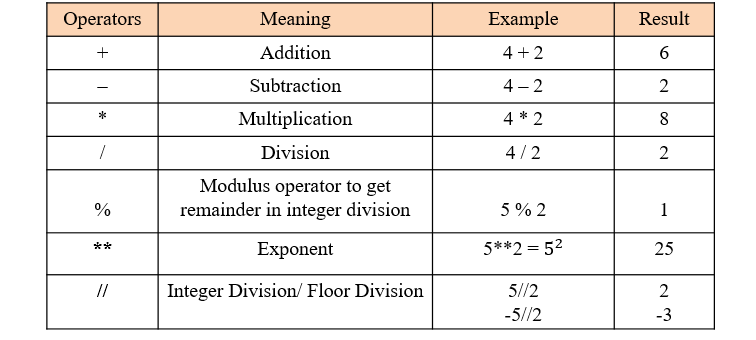 Operators Meaning Example Result
+ Addition 4 + 2 6
– Subtraction 4 – 2 2
* Multiplication 4 * 2 8
/ Division 4 / 2 2
Modulus operator to get
% remainder in integer division 5 % 2 1
** Exponent 5**2 = 5² 25
// Integer Division/ Floor Division 5//2 2
-5//2 -3